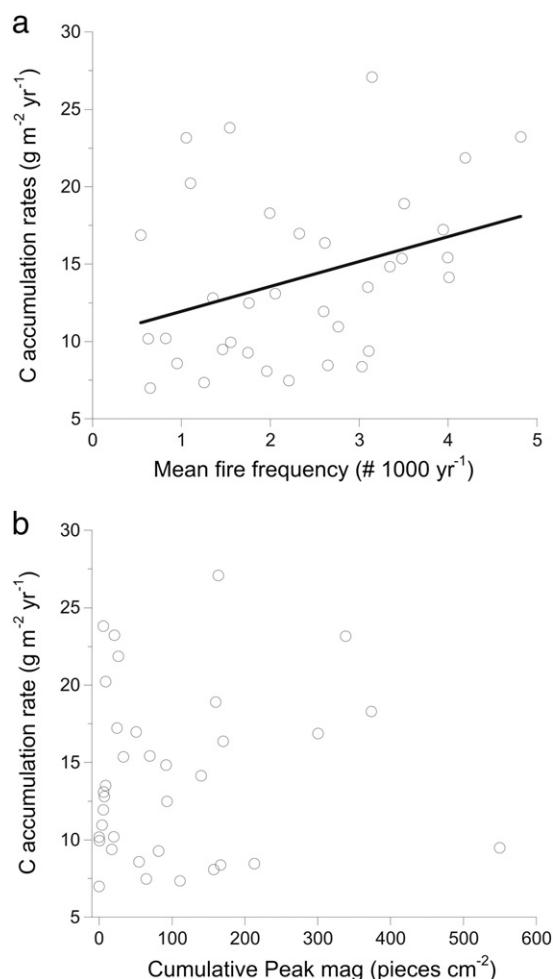 a
30
25
20
15
10
5
C accumulation rates (g m⁻² yr⁻¹)
0 1 2 3 4 5
Mean fire frequency (# 1000 yr⁻¹)
b
30
25
20
15
10
5
C accumulation rate (g m⁻² yr⁻¹)
0 100 200 300 400 500 600
Cumulative Peak mag (pieces cm⁻²)